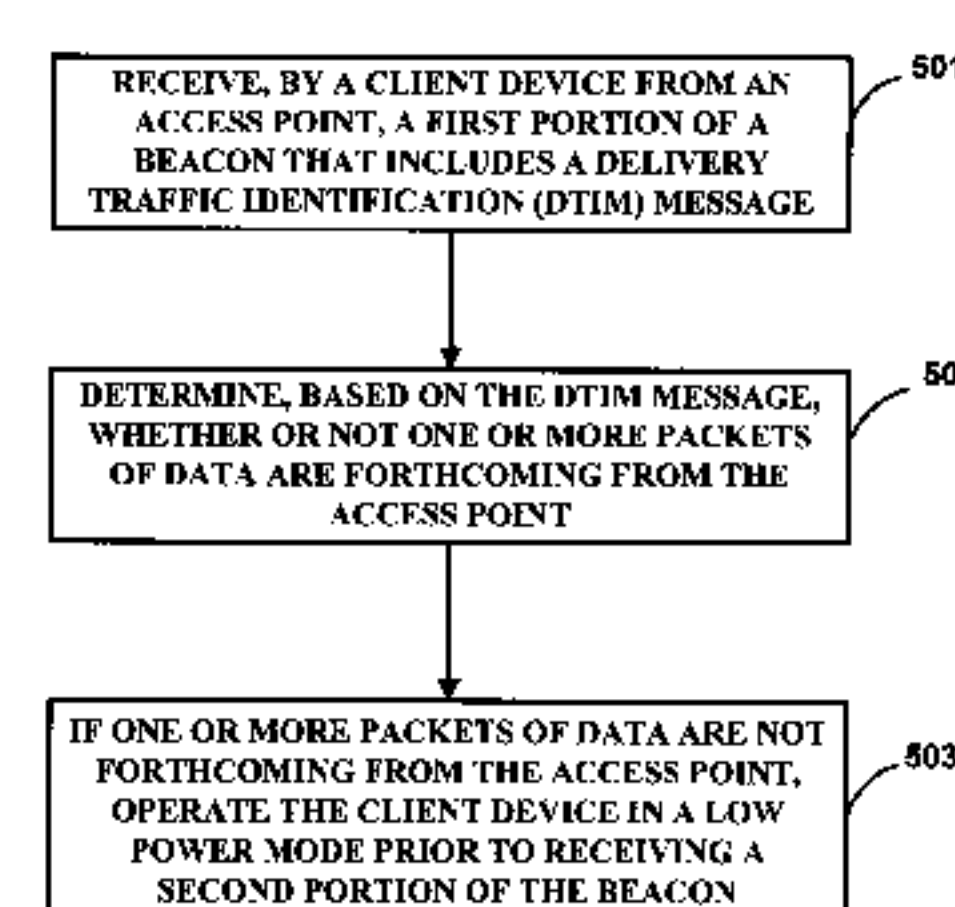 RECEIVE, BY A CLIENT DEVICE FROM AN
ACCESS POINT, A FIRST PORTION OF A
BEACON THAT INCLUDES A DELIVERY
TRAFFIC IDENTIFICATION (DTIM) MESSAGE
501
DETERMINE, BASED ON THE DTIM MESSAGE,
WHETHER OR NOT ONE OR MORE PACKETS
OF DATA ARE FORTHCOMING FROM THE
ACCESS POINT
IF ONE OR MORE PACKETS OF DATA ARE NOT
FORTHCOMING FROM THE ACCESS POINT,
OPERATE THE CLIENT DEVICE IN A LOW
POWER MODE PRIOR TO RECEIVING A
SECOND PORTION OF THE BEACON
503